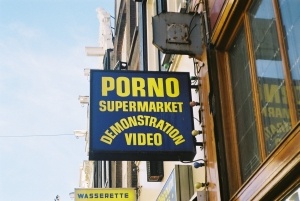 PORNO
SUPERMARKET
DEMONSTRATION
VIDEO
WASSERETTE